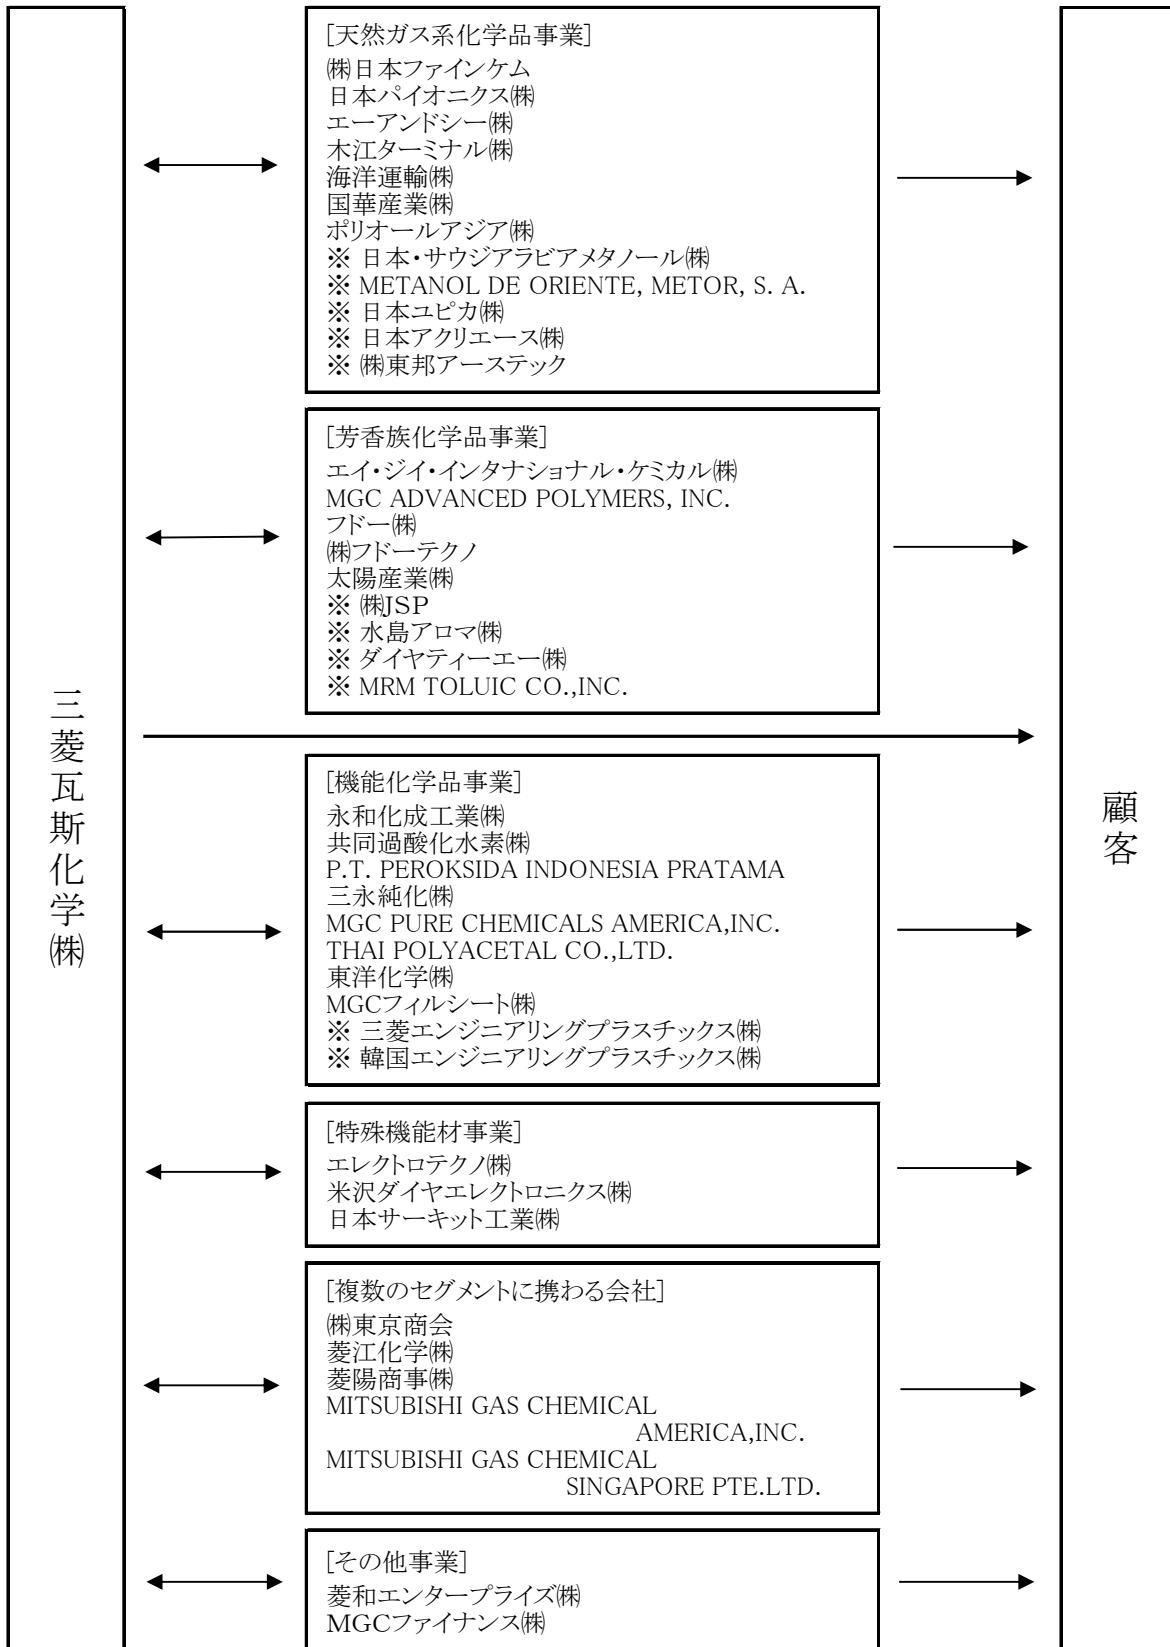 三菱瓦斯化学㈱
[天然ガス系化学品事業]
㈱日本ファインケム
日本パイオニクス㈱
エーアンドシー㈱
木江ターミナル㈱
海洋運輸㈱
国華産業㈱
ポリオールアジア㈱
※ 日本・サウジアラビアメタノール㈱
※ METANOL DE ORIENTE, METOR, S. A.
※ 日本ユピカ㈱
※ 日本アクリエース㈱
※ ㈱東邦アーステック
[芳香族化学品事業]
エイ・ジイ・インタナショナル・ケミカル㈱
MGC ADVANCED POLYMERS, INC.
フドー㈱
㈱フドーテクノ
太陽産業㈱
※ ㈱JSP
※ 水島アロマ㈱
※ ダイヤティーエー㈱
※ MRM TOLUIC CO.,INC.
[機能化学品事業]
永和化成工業㈱
共同過酸化水素㈱
P.T. PEROKSIDA INDONESIA PRATAMA
三永純化㈱
MGC PURE CHEMICALS AMERICA,INC.
THAI POLYACETAL CO.,LTD.
東洋化学㈱
MGCフィルシート㈱
※ 三菱エンジニアリングプラスチックス㈱
※ 韓国エンジニアリングプラスチックス㈱
[特殊機能材事業]
エレクトロテクノ㈱
米沢ダイヤエレクトロニクス㈱
日本サーキット工業㈱
[複数のセグメントに携わる会社]
㈱東京商会
菱江化学㈱
菱陽商事㈱
MITSUBISHI GAS CHEMICAL
AMERICA,INC.
MITSUBISHI GAS CHEMICAL
SINGAPORE PTE.LTD.
[その他事業]
菱和エンタープライズ㈱
MGCファイナンス㈱
顧客